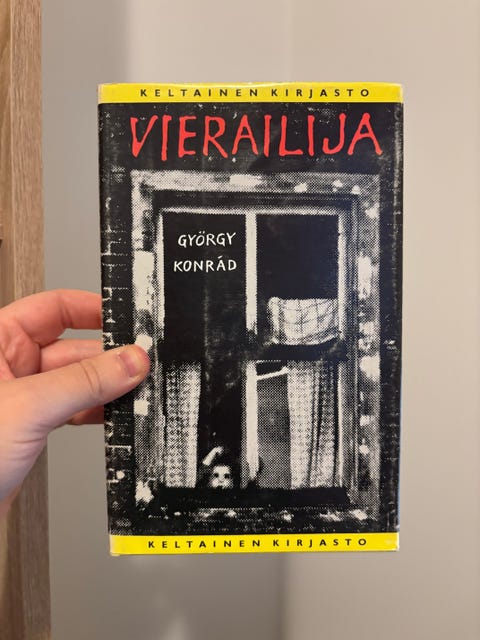 KELTAINEN KIRJASTO
VIERAILIJA
GYÖRGY
KONRÁD
KELTAINEN KIRJASTO